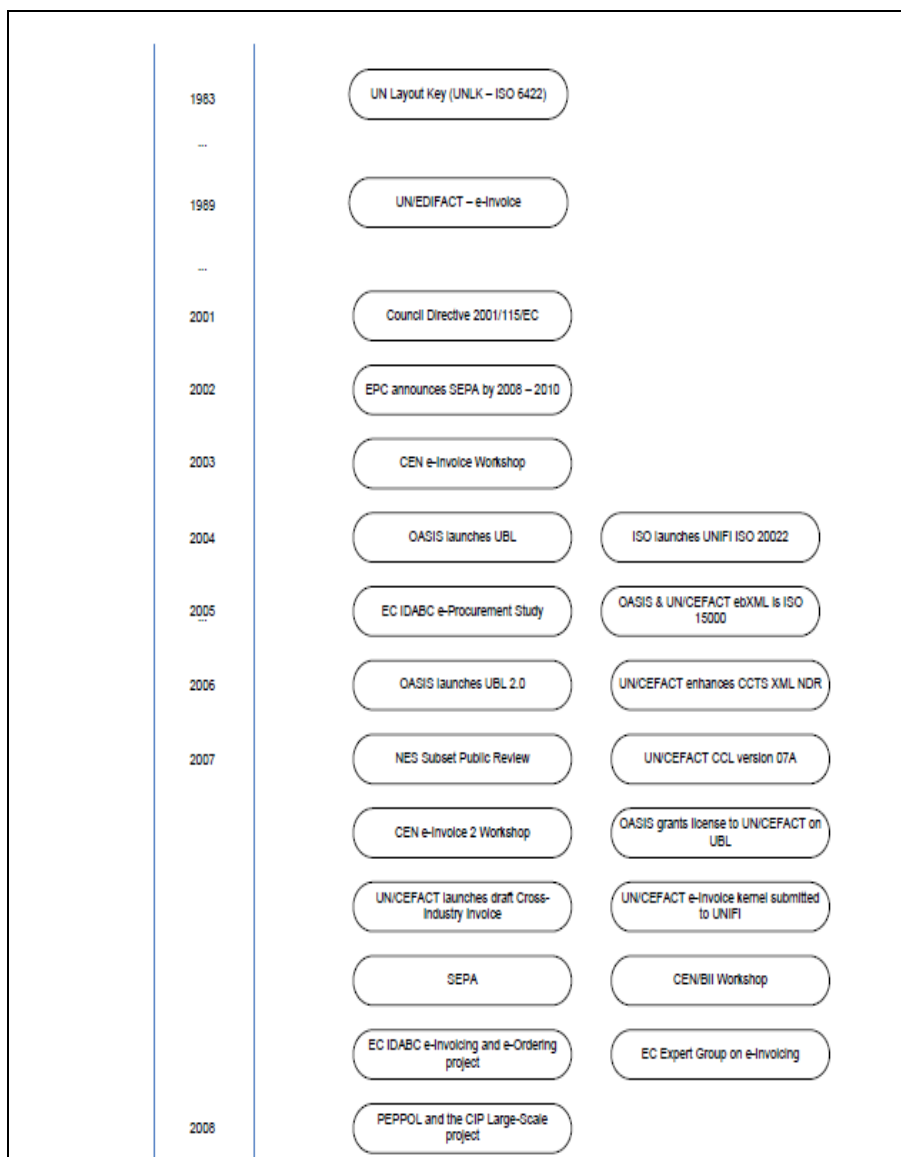 1983
UN Layout Key (UNLK – ISO 6422)
...
1989
UN/EDIFACT – e-Invoice
...
2001
Council Directive 2001/115/EC
2002
EPC announces SEPA by 2008 – 2010
2003
CEN e-Invoice Workshop
2004
OASIS launches UBL
ISO launches UNIFI ISO 20022
2005
...
EC IDABC e-Procurement Study
OASIS & UN/CEFACT ebXML is ISO
15000
2006
OASIS launches UBL 2.0
UN/CEFACT enhances CCTS XML NDR
2007
NES Subset Public Review
UN/CEFACT CCL version 07A
CEN e-Invoice 2 Workshop
OASIS grants license to UN/CEFACT on
UBL
UN/CEFACT launches draft Cross-
Industry Invoice
UN/CEFACT e-Invoice kernel submitted
to UNIFI
SEPA
CEN/BII Workshop
EC IDABC e-Invoicing and e-Ordering
project
EC Expert Group on e-Invoicing
2008
PEPPOL and the CIP Large-Scale
project